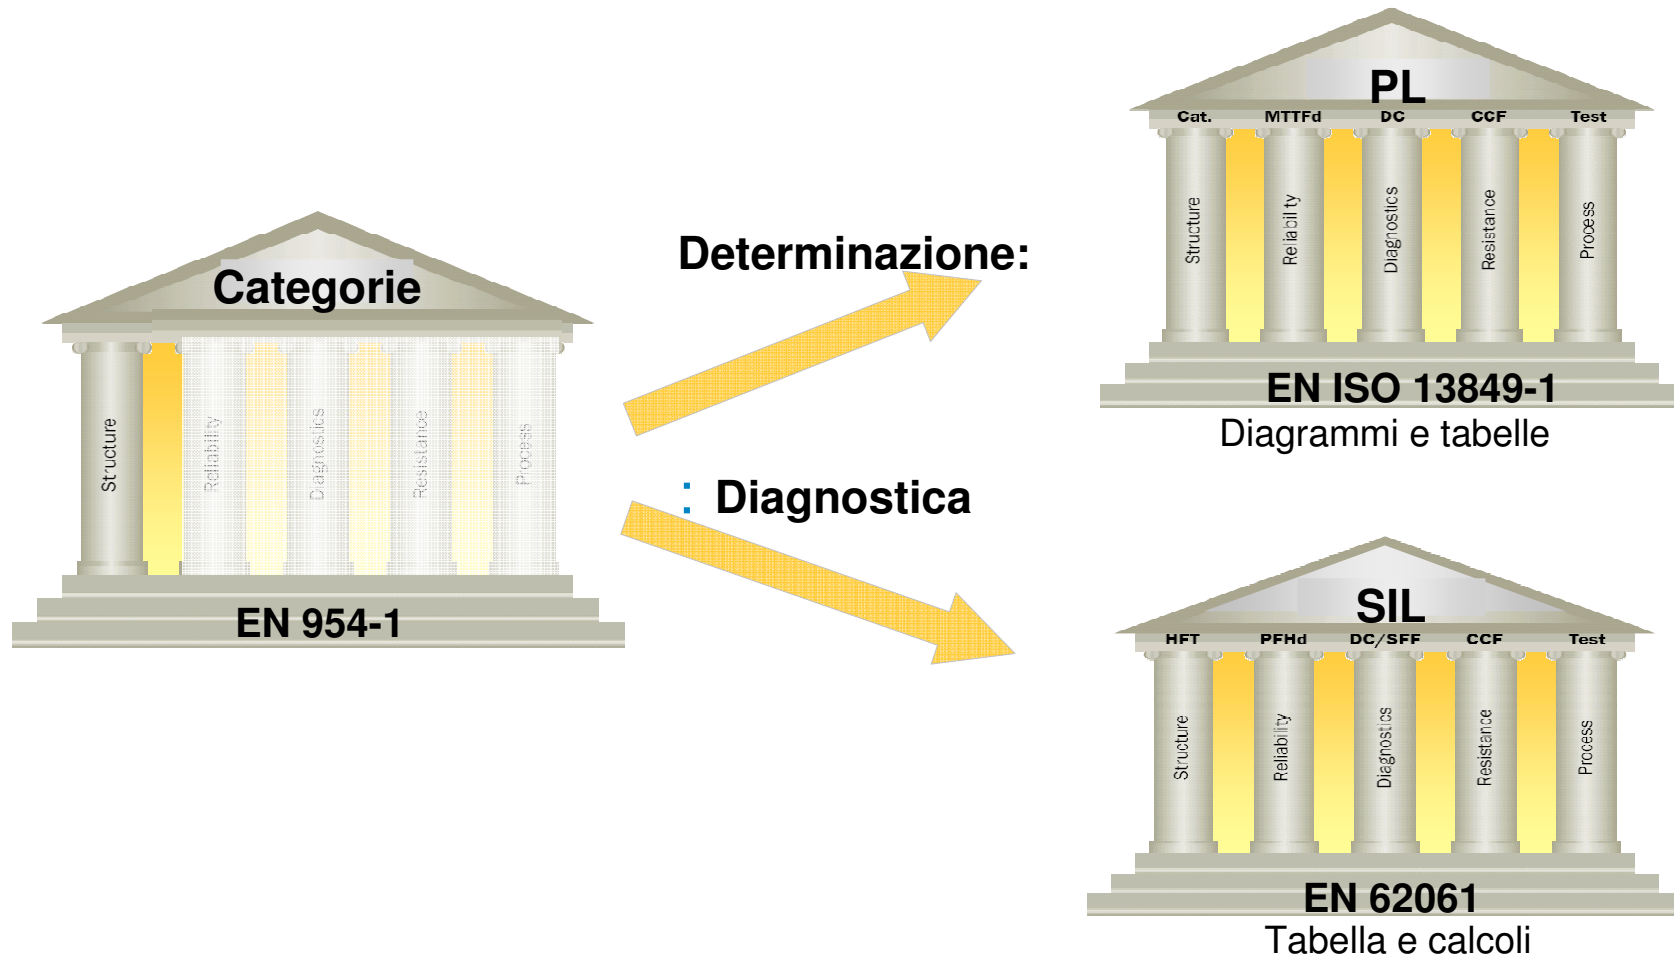 Categorie
Structure
Reliability
Diagnostics
Resistance
Process
EN 954-1
Determinazione:
: Diagnostica
PL
Cat. MTTFd DC CCF Test
Structure
Reliability
Diagnostics
Resistance
Process
EN ISO 13849-1
Diagrammi e tabelle
SIL
HFT PFHd DC/SFF CCF Test
Structure
Reliability
Diagnostics
Resistance
Process
EN 62061
Tabella e calcoli